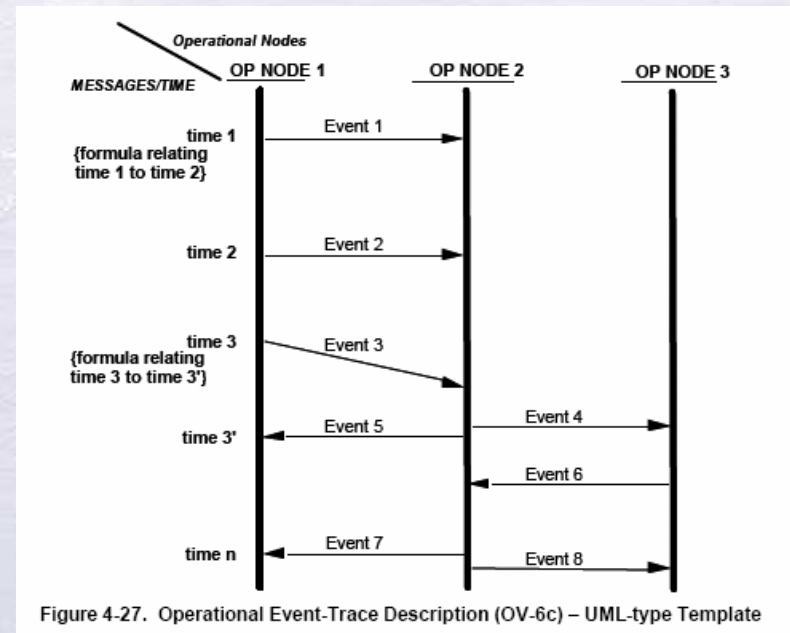 Operational Nodes
MESSAGES/TIME
OP NODE 1
OP NODE 2
OP NODE 3
time 1
{formula relating
time 1 to time 2}
Event 1
time 2
Event 2
time 3
{formula relating
time 3 to time 3'}
Event 3
Event 4
time 3'
Event 5
Event 6
time n
Event 7
Event 8
Figure 4-27. Operational Event-Trace Description (OV-6c) – UML-type Template